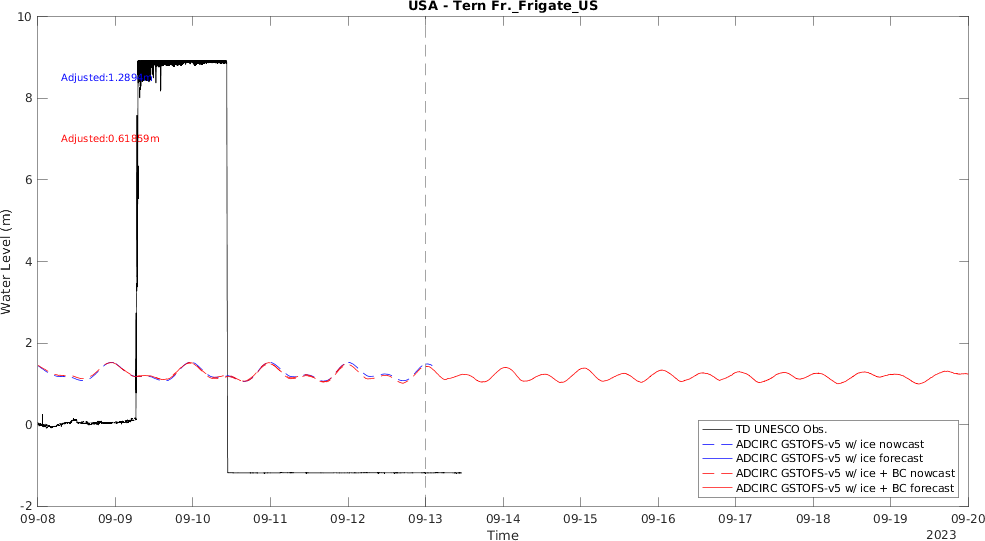 USA - Tern Fr._Frigate_US
10
8
6
4
2
0
-2
Water Level (m)
Adjusted:0.61859m
09-08
09-09
09-10
09-11
09-12
09-13
09-14
09-15
09-16
09-17
09-18
09-19
09-20
Time
2023
TD UNESCO Obs.
ADCIRC GSTOFS-v5 w/ ice nowcast
ADCIRC GSTOFS-v5 w/ ice forecast
ADCIRC GSTOFS-v5 w/ ice + BC nowcast
ADCIRC GSTOFS-v5 w/ ice + BC forecast